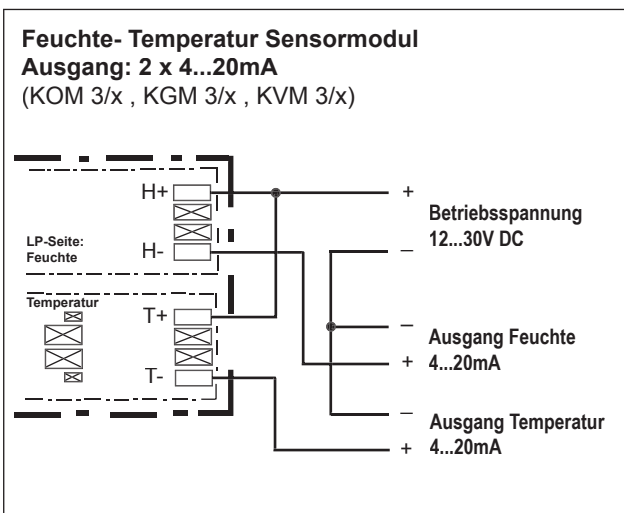 Feuchte- Temperatur Sensormodul
Ausgang: 2 x 4...20mA
(KOM 3/x , KGM 3/x , KVM 3/x)
H+
+
Betriebsspannung
12...30V DC
LP-Seite:
Feuchte
H-
–
Temperatur
T+
–
Ausgang Feuchte
+ 4...20mA
T-
–
Ausgang Temperatur
+ 4...20mA